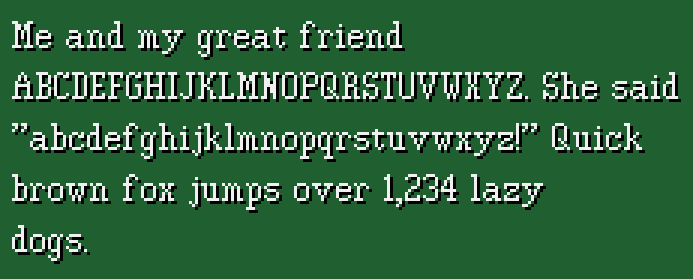 Me and my great friend
ABCDEFGHIJKLMNOPQRSTUVWXYZ. She said
”abcdefghijklmnopqrstuvwxyz!” Quick
brown fox jumps over 1,234 lazy
dogs.